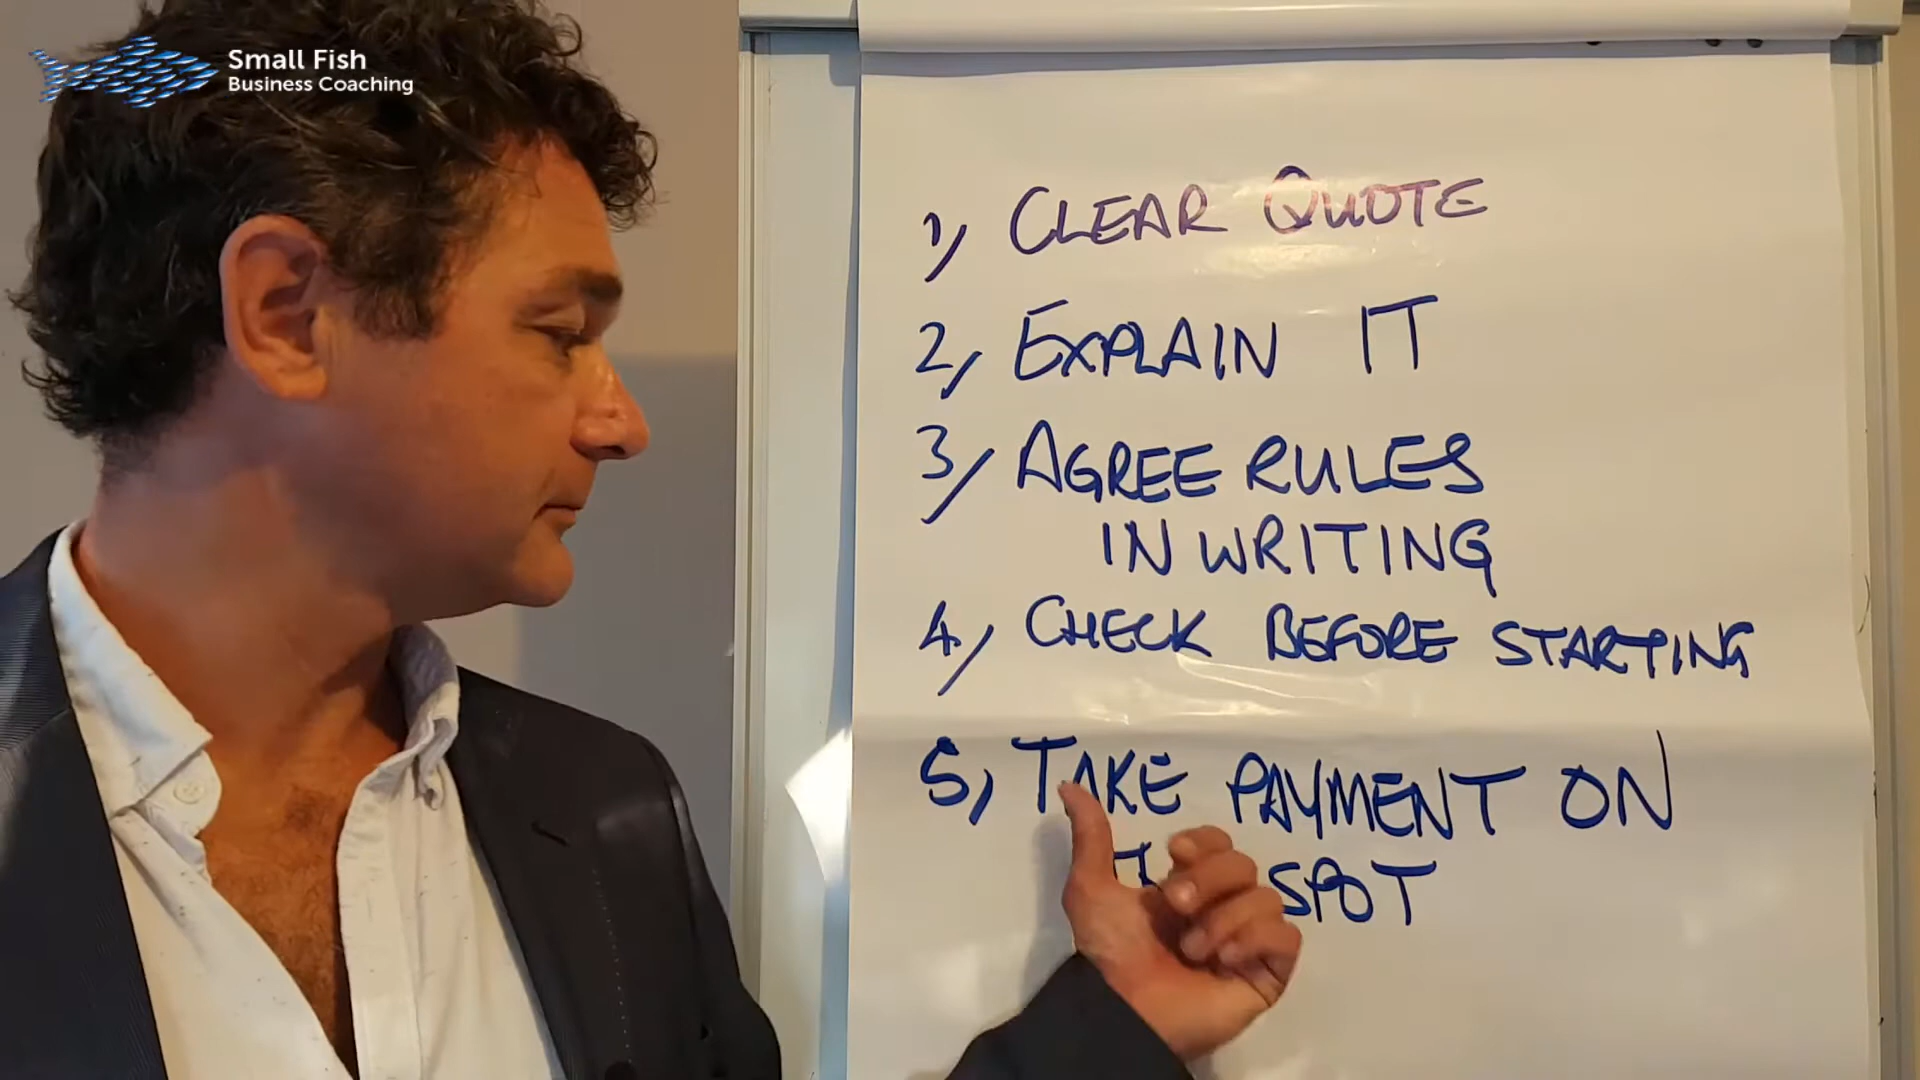 Small Fish
Business Coaching
1, CLEAR QUOTE
2, EXPLAIN IT
3, AGREE RULES
IN WRITING
4, CHECK BEFORE STARTING
5, TAKE PAYMENT ON
SPOT